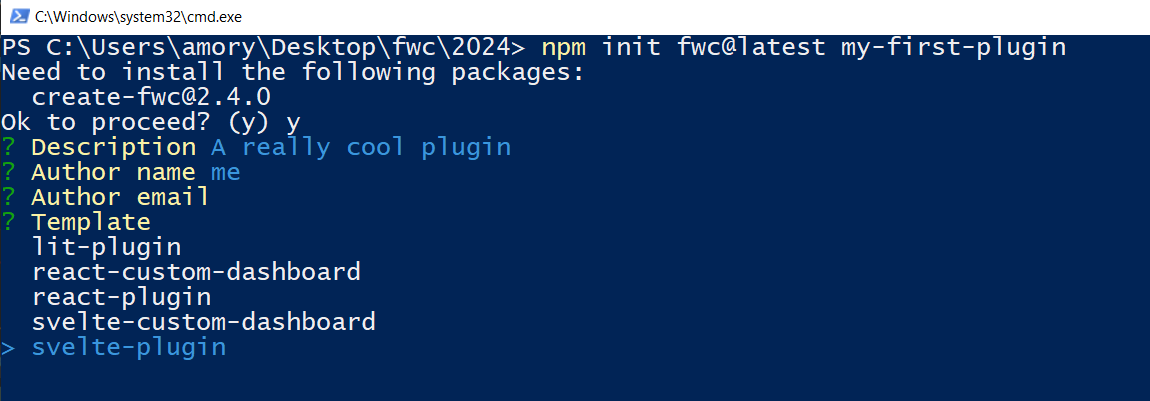 C:\Windows\system32\cmd.exe
PS C:\Users\amory\Desktop\fwc\2024> npm init fwc@latest my-first-plugin
Need to install the following packages:
  create-fwc@2.4.0
Ok to proceed? (y) y
? Description A really cool plugin
? Author name me
? Author email
? Template
  lit-plugin
  react-custom-dashboard
  react-plugin
  svelte-custom-dashboard
> svelte-plugin